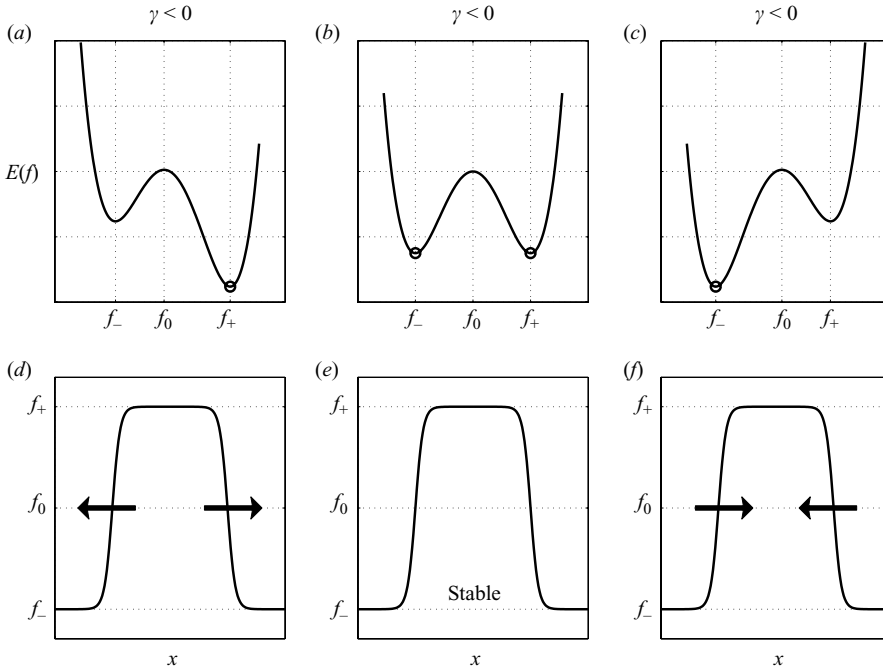 γ < 0 γ < 0 γ < 0
(a) (b) (c)
E(f)
f₋ f₀ f₊ f₋ f₀ f₊ f₋ f₀ f₊
(d) (e) (f)
f₊ f₊ f₊
f₀ f₀ f₀
Stable
f₋ f₋ f₋
x x x